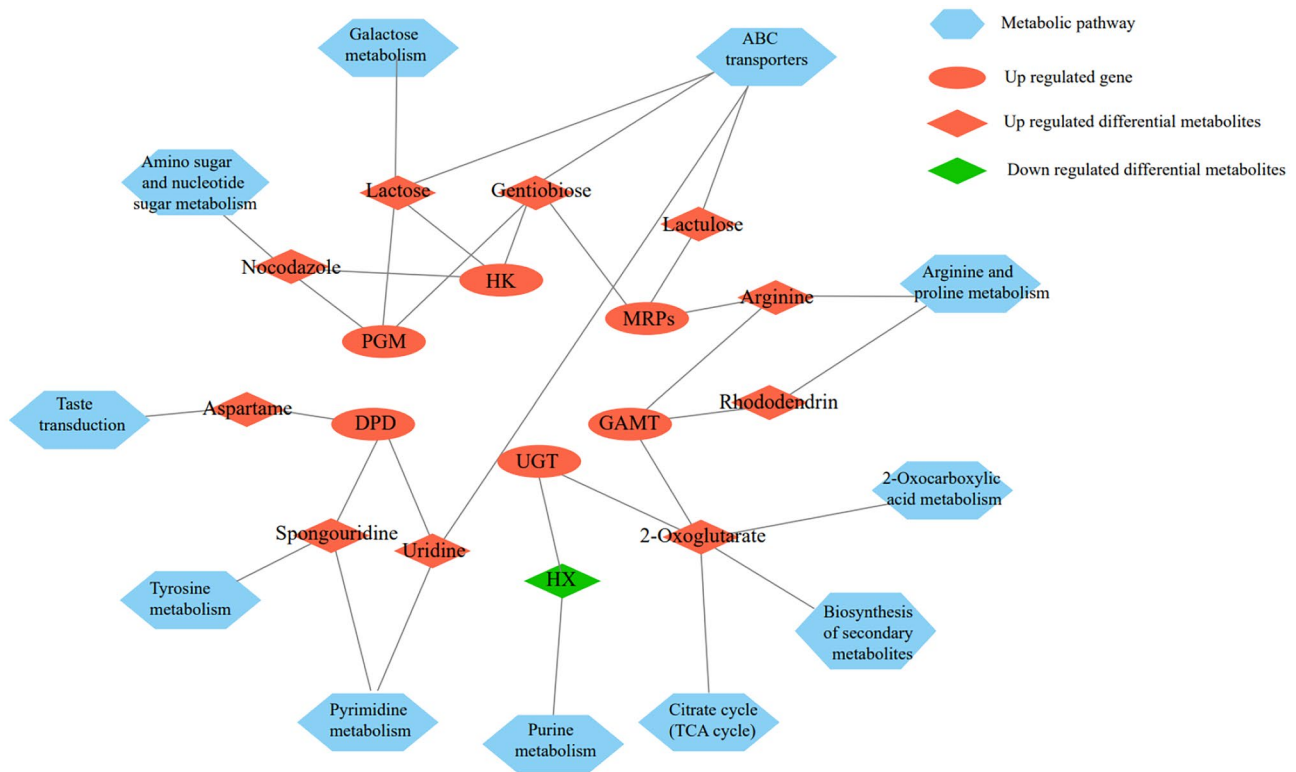 Galactose
metabolism
ABC
transporters
Metabolic pathway
Up regulated gene
Up regulated differential metabolites
Down regulated differential metabolites
Amino sugar
and nucleotide
sugar metabolism
Lactose
Gentiobiose
Lactulose
Nocodazole
HK
Arginine
Arginine and
proline metabolism
MRPs
PGM
Taste
transduction
Aspartame
DPD
GAMT
Rhododendrin
UGT
2-Oxocarboxylic
acid metabolism
Spongouridine
Uridine
2-Oxoglutarate
HX
Tyrosine
metabolism
Biosynthesis
of secondary
metabolites
Pyrimidine
metabolism
Purine
metabolism
Citrate cycle
(TCA cycle)